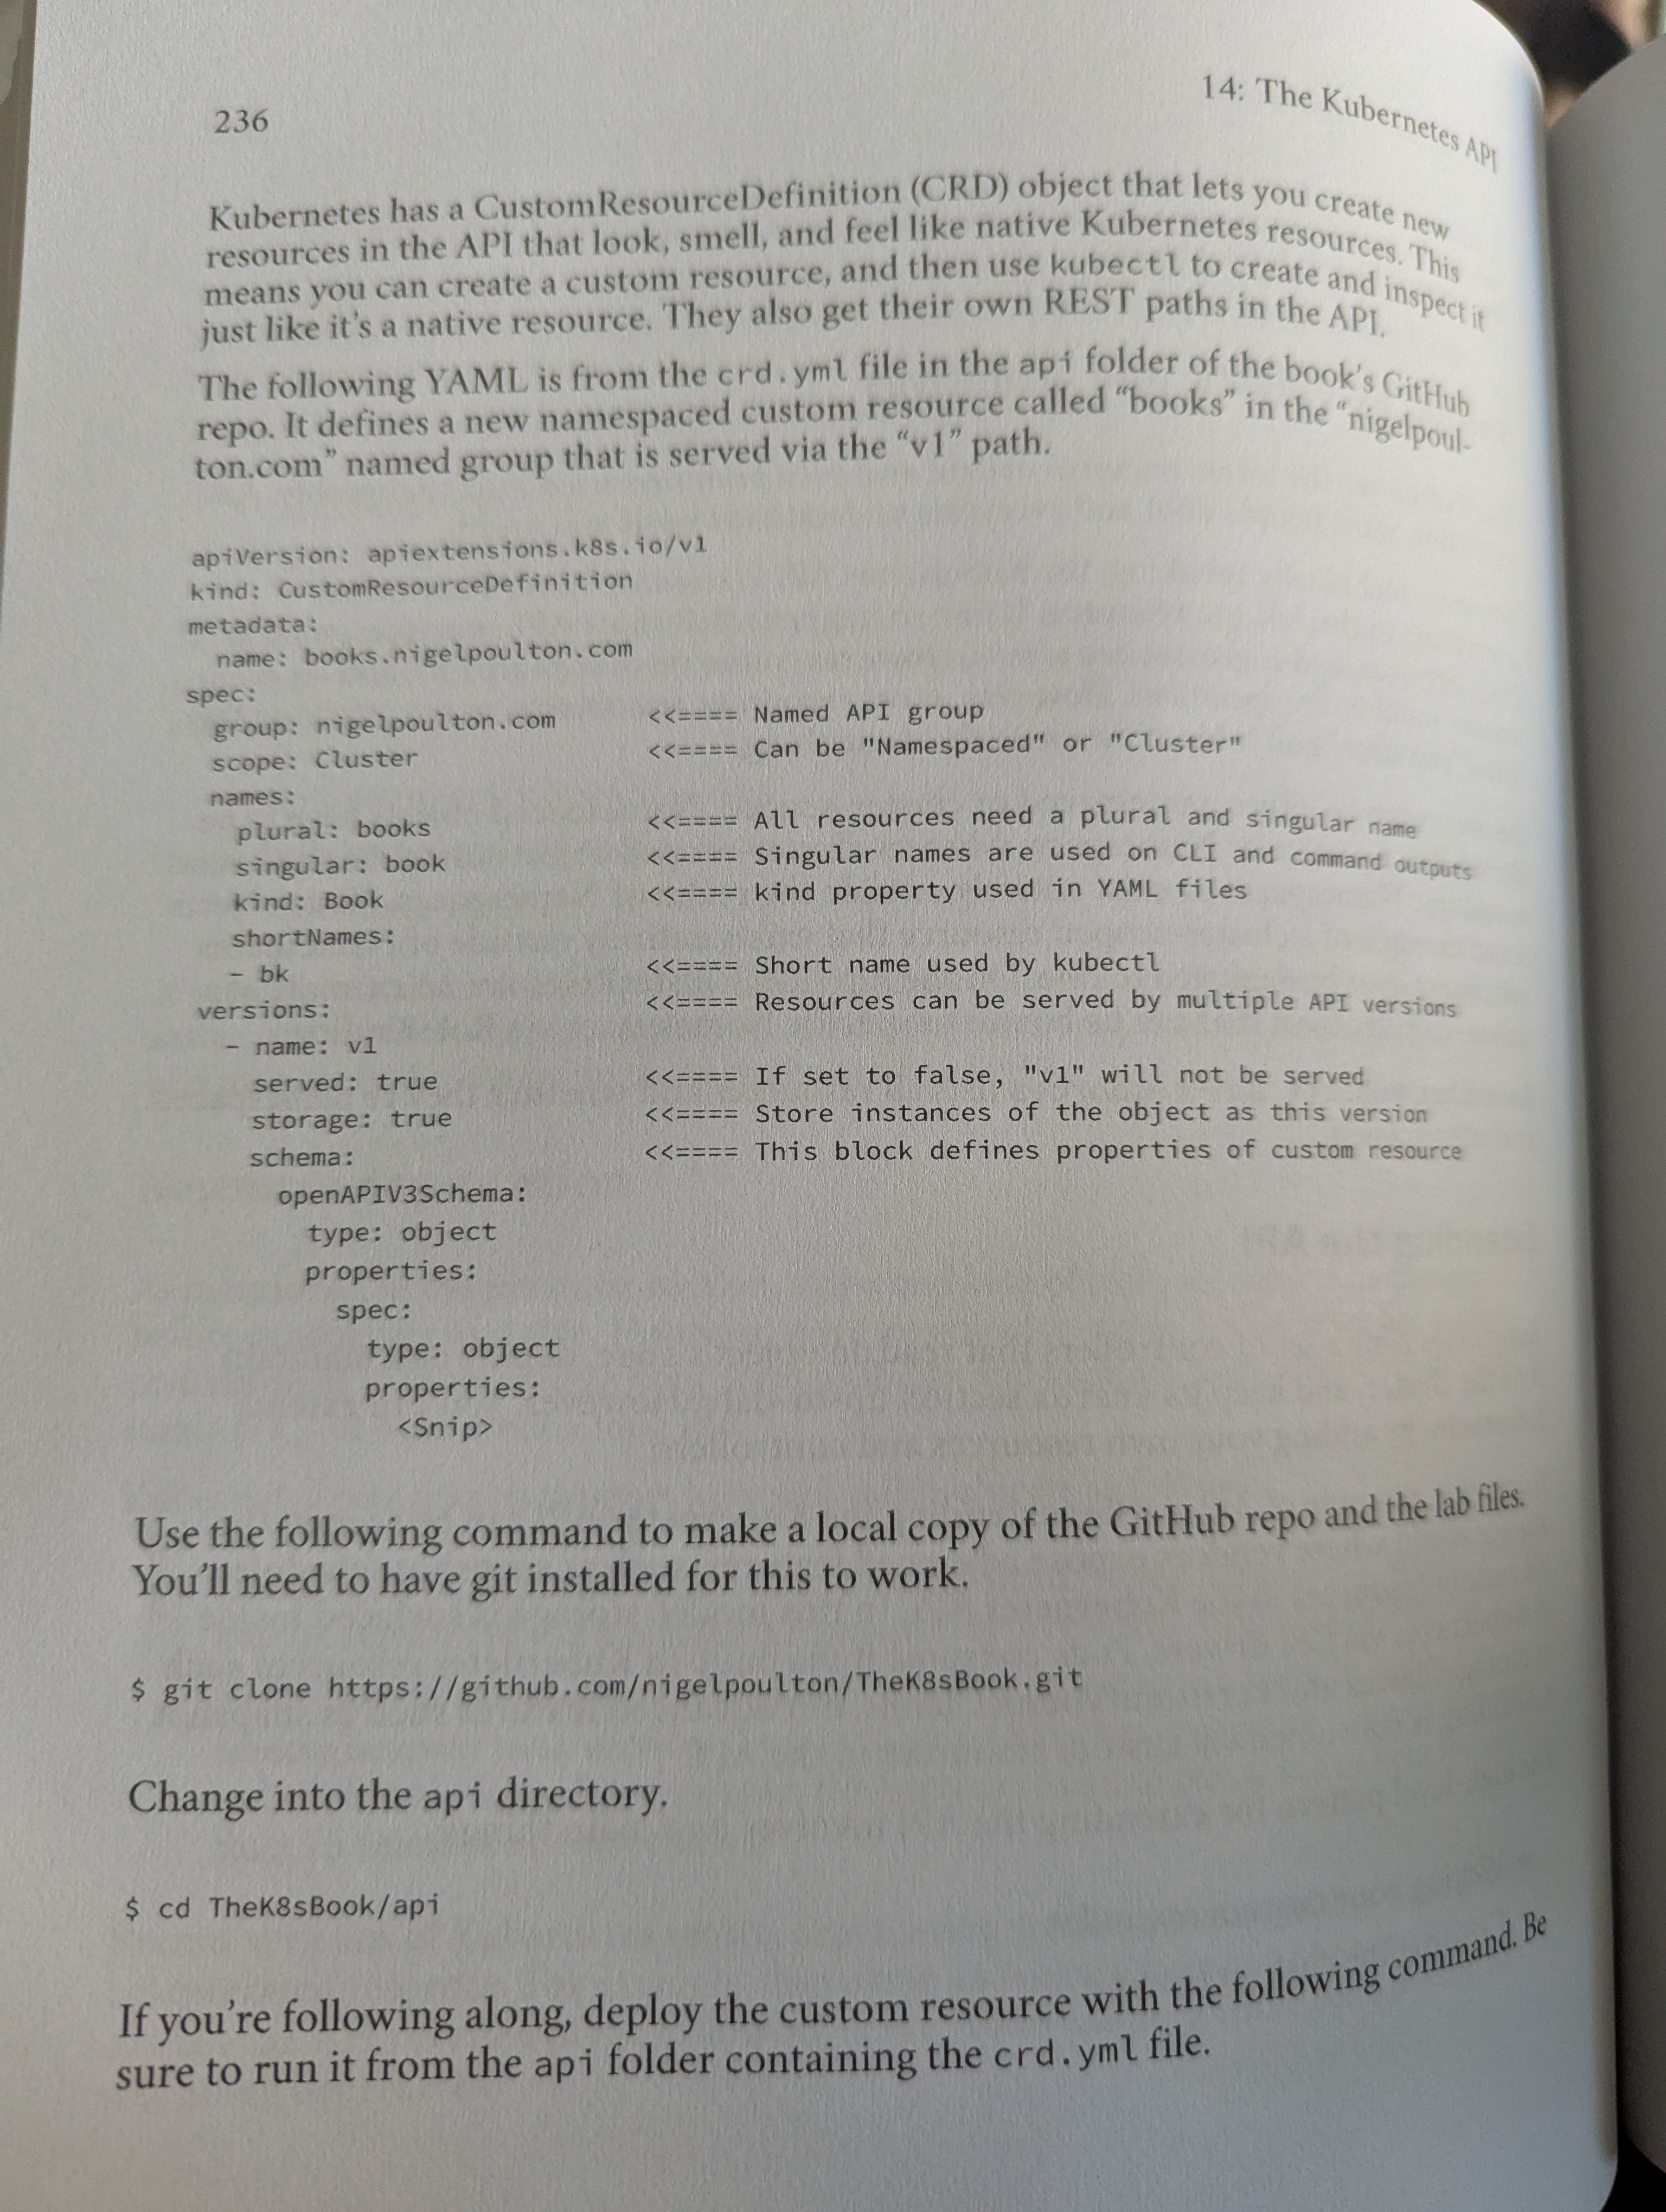 236
14: The Kubernetes API
Kubernetes has a CustomResourceDefinition (CRD) object that lets you create new
resources in the API that look, smell, and feel like native Kubernetes resources. This
means you can create a custom resource, and then use kubectl to create and inspect it
just like it’s a native resource. They also get their own REST paths in the API.
The following YAML is from the crd.yml file in the api folder of the book’s GitHub
repo. It defines a new namespaced custom resource called “books” in the “nigelpoul-
ton.com” named group that is served via the “v1” path.
apiVersion: apiextensions.k8s.io/v1
kind: CustomResourceDefinition
metadata:
  name: books.nigelpoulton.com
spec:
  group: nigelpoulton.com      <<==== Named API group
  scope: Cluster               <<==== Can be "Namespaced" or "Cluster"
  names:
    plural: books              <<==== All resources need a plural and singular name
    singular: book             <<==== Singular names are used on CLI and command outputs
    kind: Book                 <<==== kind property used in YAML files
    shortNames:
    - bk                       <<==== Short name used by kubectl
  versions:                    <<==== Resources can be served by multiple API versions
    - name: v1
      served: true             <<==== If set to false, "v1" will not be served
      storage: true            <<==== Store instances of the object as this version
      schema:                  <<==== This block defines properties of custom resource
        openAPIV3Schema:
          type: object
          properties:
            spec:
              type: object
              properties:
                <Snip>
Use the following command to make a local copy of the GitHub repo and the lab files.
You’ll need to have git installed for this to work.
$ git clone https://github.com/nigelpoulton/TheK8sBook.git
Change into the api directory.
$ cd TheK8sBook/api
If you’re following along, deploy the custom resource with the following command. Be
sure to run it from the api folder containing the crd.yml file.